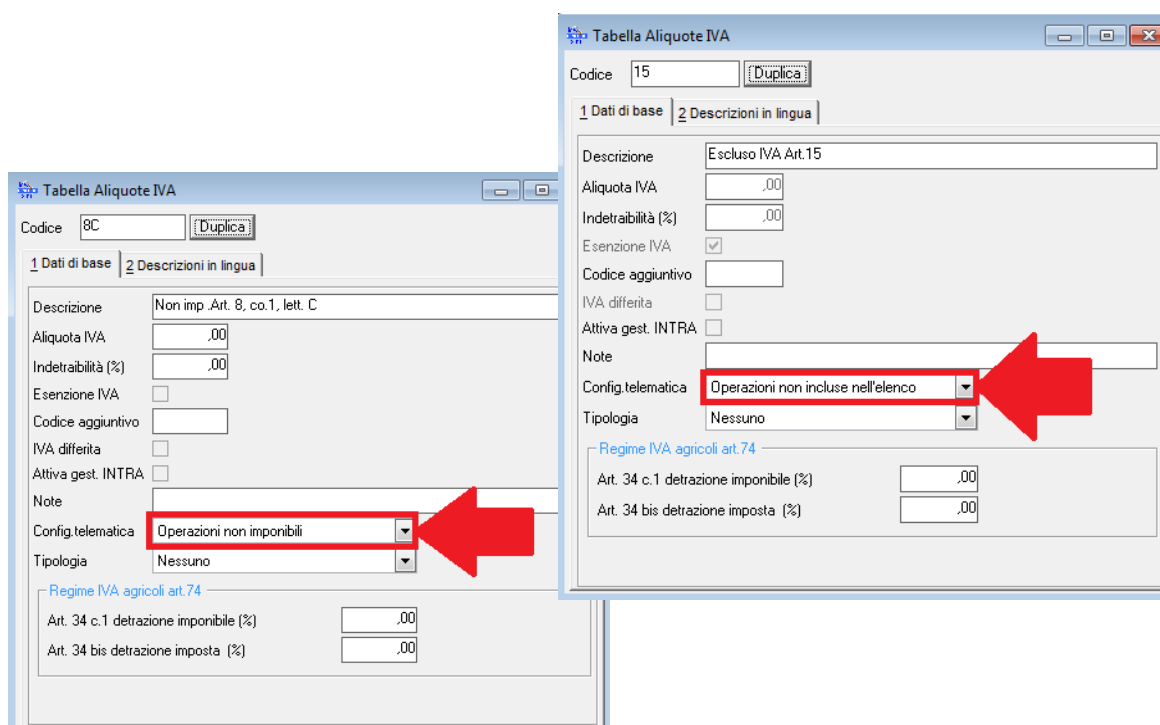 Tabella Aliquote IVA
Codice 15 Duplica
1 Dati di base 2 Descrizioni in lingua
Descrizione Escluso IVA Art.15
Aliquota IVA ,00
Indetraibilità (%) ,00
Esenzione IVA
Codice aggiuntivo
IVA differita
Attiva gest. INTRA
Note
Config.telematica Operazioni non incluse nell'elenco
Tipologia Nessuno
Regime IVA agricoli art.74
Art. 34 c.1 detrazione imponibile (%) ,00
Art. 34 bis detrazione imposta (%) ,00
Tabella Aliquote IVA
Codice 8C Duplica
1 Dati di base 2 Descrizioni in lingua
Descrizione Non imp .Art. 8, co.1, lett. C
Aliquota IVA ,00
Indetraibilità (%) ,00
Esenzione IVA
Codice aggiuntivo
IVA differita
Attiva gest. INTRA
Note
Config.telematica Operazioni non imponibili
Tipologia Nessuno
Regime IVA agricoli art.74
Art. 34 c.1 detrazione imponibile (%) ,00
Art. 34 bis detrazione imposta (%) ,00